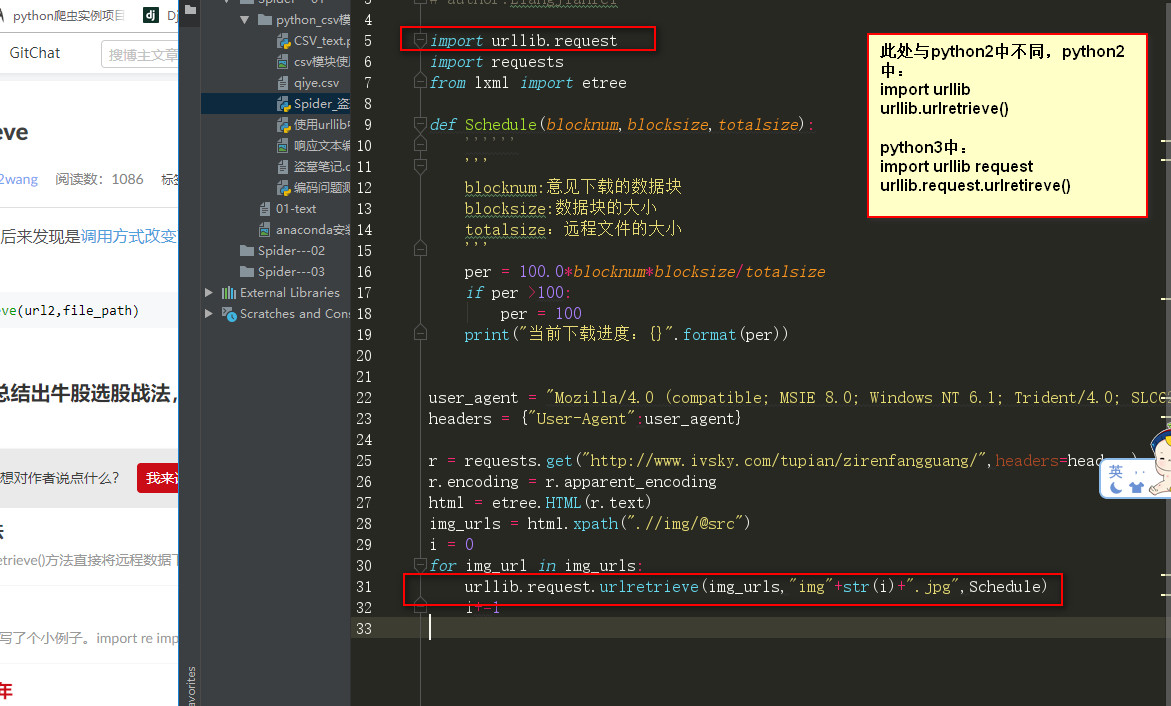 python爬虫实例项目
dj
GitChat
搜博主文章
eve
2wang
阅读数：1086
标签
后来发现是调用方式改变
eve(url2,file_path)
总结出牛股选股战法，
想对作者说点什么？
我来说
etrieve()方法直接将远程数据下
写了个小例子。import re imp
年
python_csv模
CSV_text.p
csv模块使
qiye.csv
Spider_盗
使用urllib
响应文本编
盗墓笔记.c
编码问题测
01-text
anaconda安装
Spider---02
Spider---03
External Libraries
Scratches and Cons
avorites
4
5 import urllib.request
6 import requests
7 from lxml import etree
8
9 def Schedule(blocknum,blocksize,totalsize):
10 ''''''
11 '''
12 blocknum:意见下载的数据块
13 blocksize:数据块的大小
14 totalsize：远程文件的大小
15 '''
16 per = 100.0*blocknum*blocksize/totalsize
17 if per >100:
18 per = 100
19 print("当前下载进度：{}".format(per))
20
21
22 user_agent = "Mozilla/4.0 (compatible; MSIE 8.0; Windows NT 6.1; Trident/4.0; SLCC
23 headers = {"User-Agent":user_agent}
24
25 r = requests.get("http://www.ivsky.com/tupian/zirenfangguang/",headers=head
26 r.encoding = r.apparent_encoding
27 html = etree.HTML(r.text)
28 img_urls = html.xpath(".//img/@src")
29 i = 0
30 for img_url in img_urls:
31 urllib.request.urlretrieve(img_urls,"img"+str(i)+".jpg",Schedule)
32 i+=1
33
此处与python2中不同，python2
中：
import urllib
urllib.urlretrieve()
python3中：
import urllib request
urllib.request.urlretireve()
英